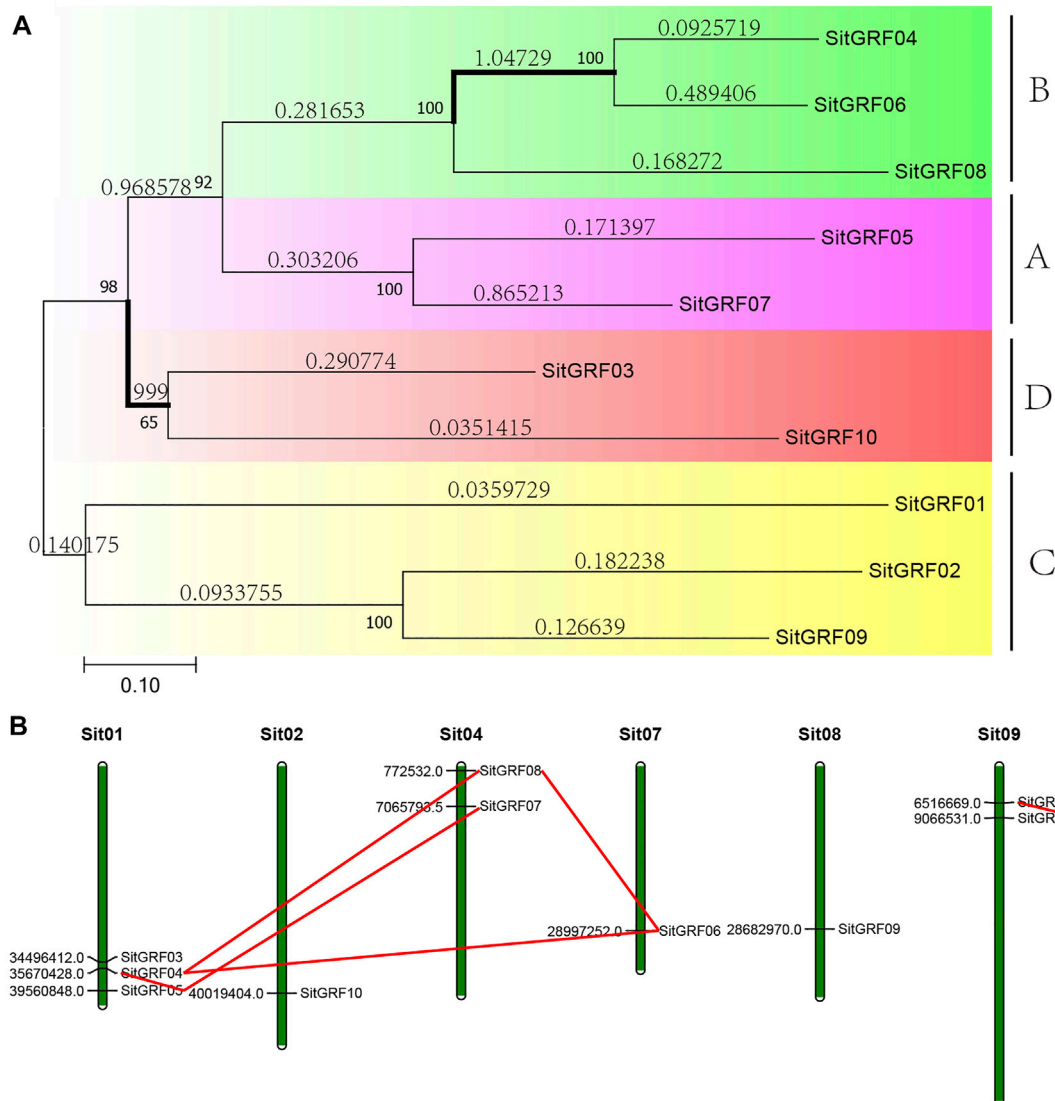 A
0.0925719
SitGRF04
1.04729
100
0.489406
SitGRF06
B
0.281653
100
0.168272
SitGRF08
0.968578
92
0.171397
SitGRF05
0.303206
100
0.865213
SitGRF07
A
98
0.290774
SitGRF03
999
65
0.0351415
SitGRF10
D
0.0359729
SitGRF01
0.140175
0.182238
SitGRF02
0.0933755
100
0.126639
SitGRF09
C
0.10
B
Sit01 Sit02 Sit04 Sit07 Sit08 Sit09
772532.0 SitGRF08
7065793.5 SitGRF07
6516669.0 SitGR
9066531.0 SitGR
28997252.0 SitGRF06
28682970.0 SitGRF09
34496412.0 SitGRF03
35670428.0 SitGRF04
39560848.0 SitGRF05
40019404.0 SitGRF10